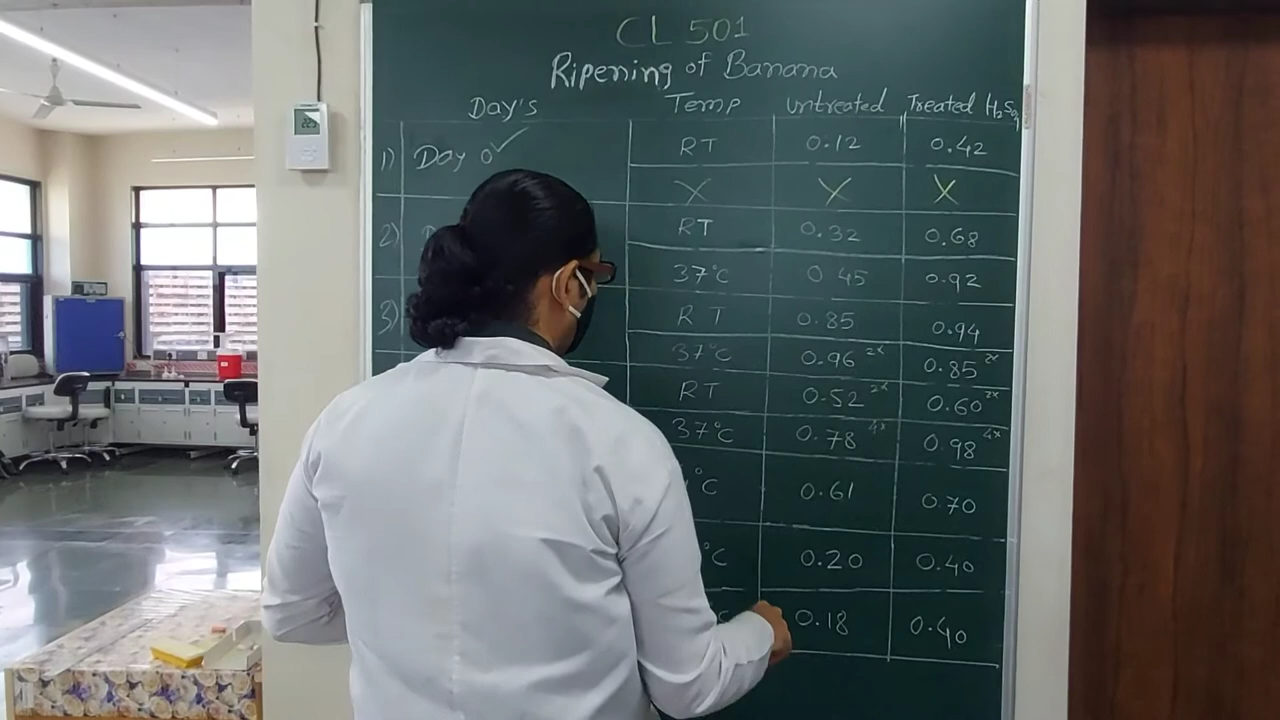 CL 501
Ripening of Banana
Day's Temp untreated Treated H₂SO₄
1) Day 0✓ RT 0.12 0.42
X X X
2) RT 0.32 0.68
37°C 0.45 0.92
3) RT 0.85 0.94
37°C 0.96 2x 0.85 2x
RT 0.52 2x 0.60 2x
37°C 0.78 4x 0.98 4x
°C 0.61 0.70
°C 0.20 0.40
0.18 0.40